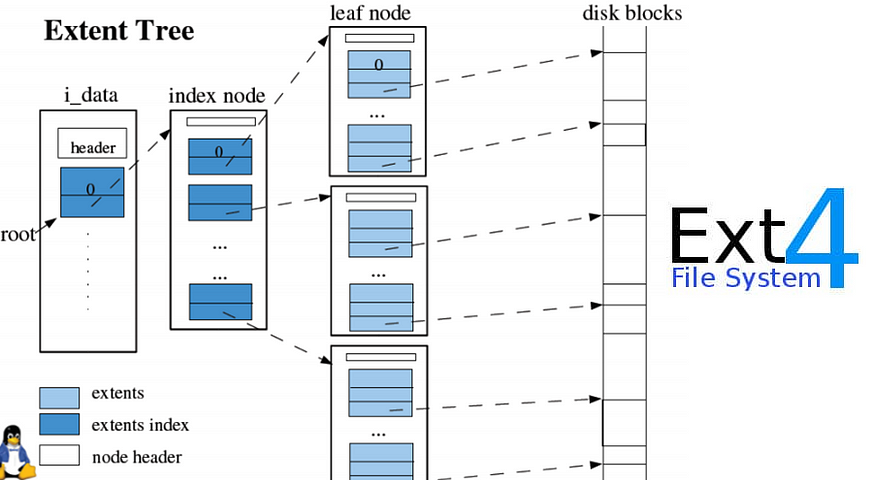 Extent Tree
leaf node
disk blocks
i_data
index node
header
0
0
0
root
...
...
...
...
...
...
Ext4
File System
extents
extents index
node header